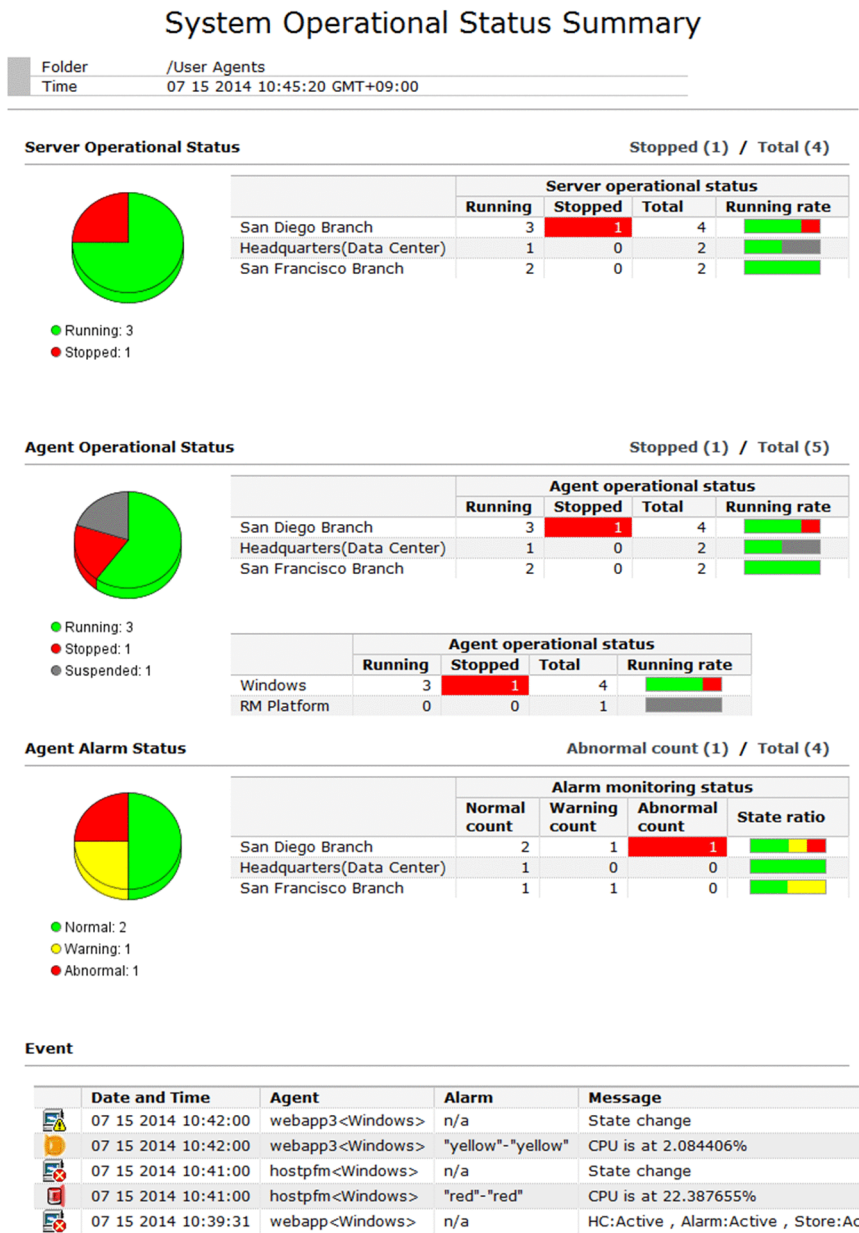 System Operational Status Summary
Folder /User Agents
Time 07 15 2014 10:45:20 GMT+09:00
Server Operational Status Stopped (1) / Total (4)
Server operational status
Running Stopped Total Running rate
San Diego Branch 3 1 4
Headquarters(Data Center) 1 0 2
San Francisco Branch 2 0 2
Running: 3
Stopped: 1
Agent Operational Status Stopped (1) / Total (5)
Agent operational status
Running Stopped Total Running rate
San Diego Branch 3 1 4
Headquarters(Data Center) 1 0 2
San Francisco Branch 2 0 2
Running: 3
Stopped: 1
Suspended: 1
Agent operational status
Running Stopped Total Running rate
Windows 3 1 4
RM Platform 0 0 1
Agent Alarm Status Abnormal count (1) / Total (4)
Alarm monitoring status
Normal count Warning count Abnormal count State ratio
San Diego Branch 2 1 1
Headquarters(Data Center) 1 0 0
San Francisco Branch 1 1 0
Normal: 2
Warning: 1
Abnormal: 1
Event
Date and Time Agent Alarm Message
07 15 2014 10:42:00 webapp3<Windows> n/a State change
07 15 2014 10:42:00 webapp3<Windows> "yellow"-"yellow" CPU is at 2.084406%
07 15 2014 10:41:00 hostpfm<Windows> n/a State change
07 15 2014 10:41:00 hostpfm<Windows> "red"-"red" CPU is at 22.387655%
07 15 2014 10:39:31 webapp<Windows> n/a HC:Active , Alarm:Active , Store:Ac